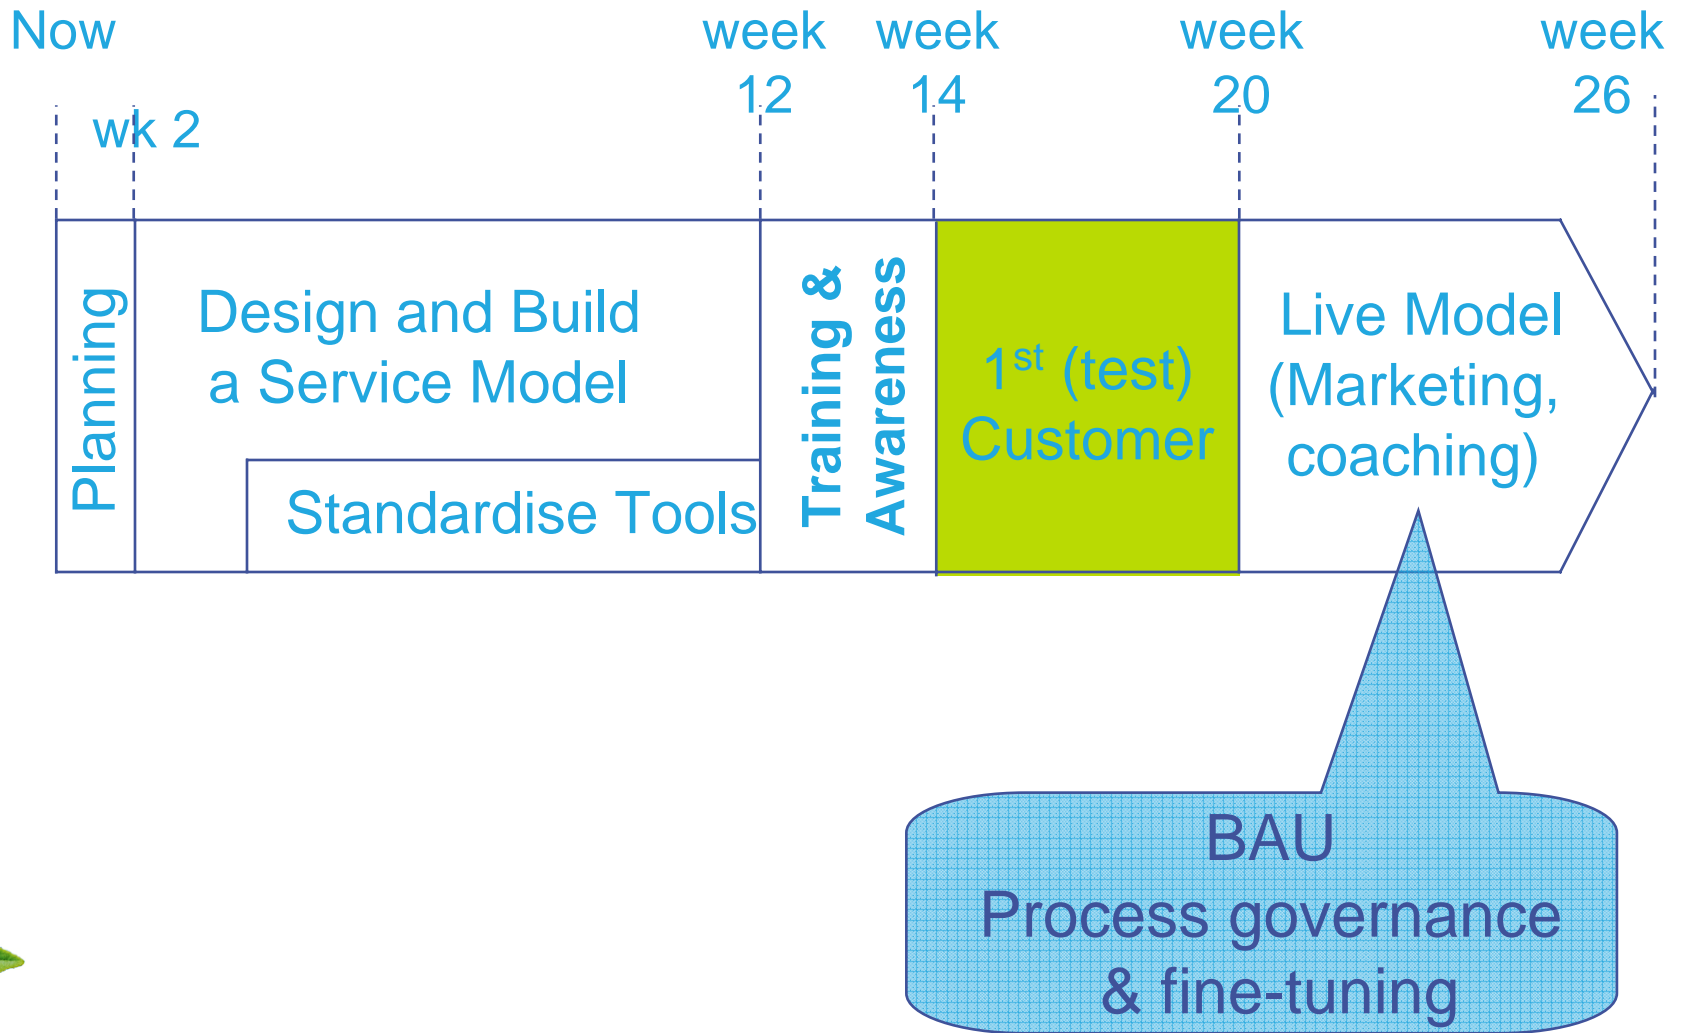 Now
week
12
week
14
week
20
week
26
wk 2
Planning
Design and Build
a Service Model
Standardise Tools
Training &
Awareness
1st (test)
Customer
Live Model
(Marketing,
coaching)
BAU
Process governance
& fine-tuning